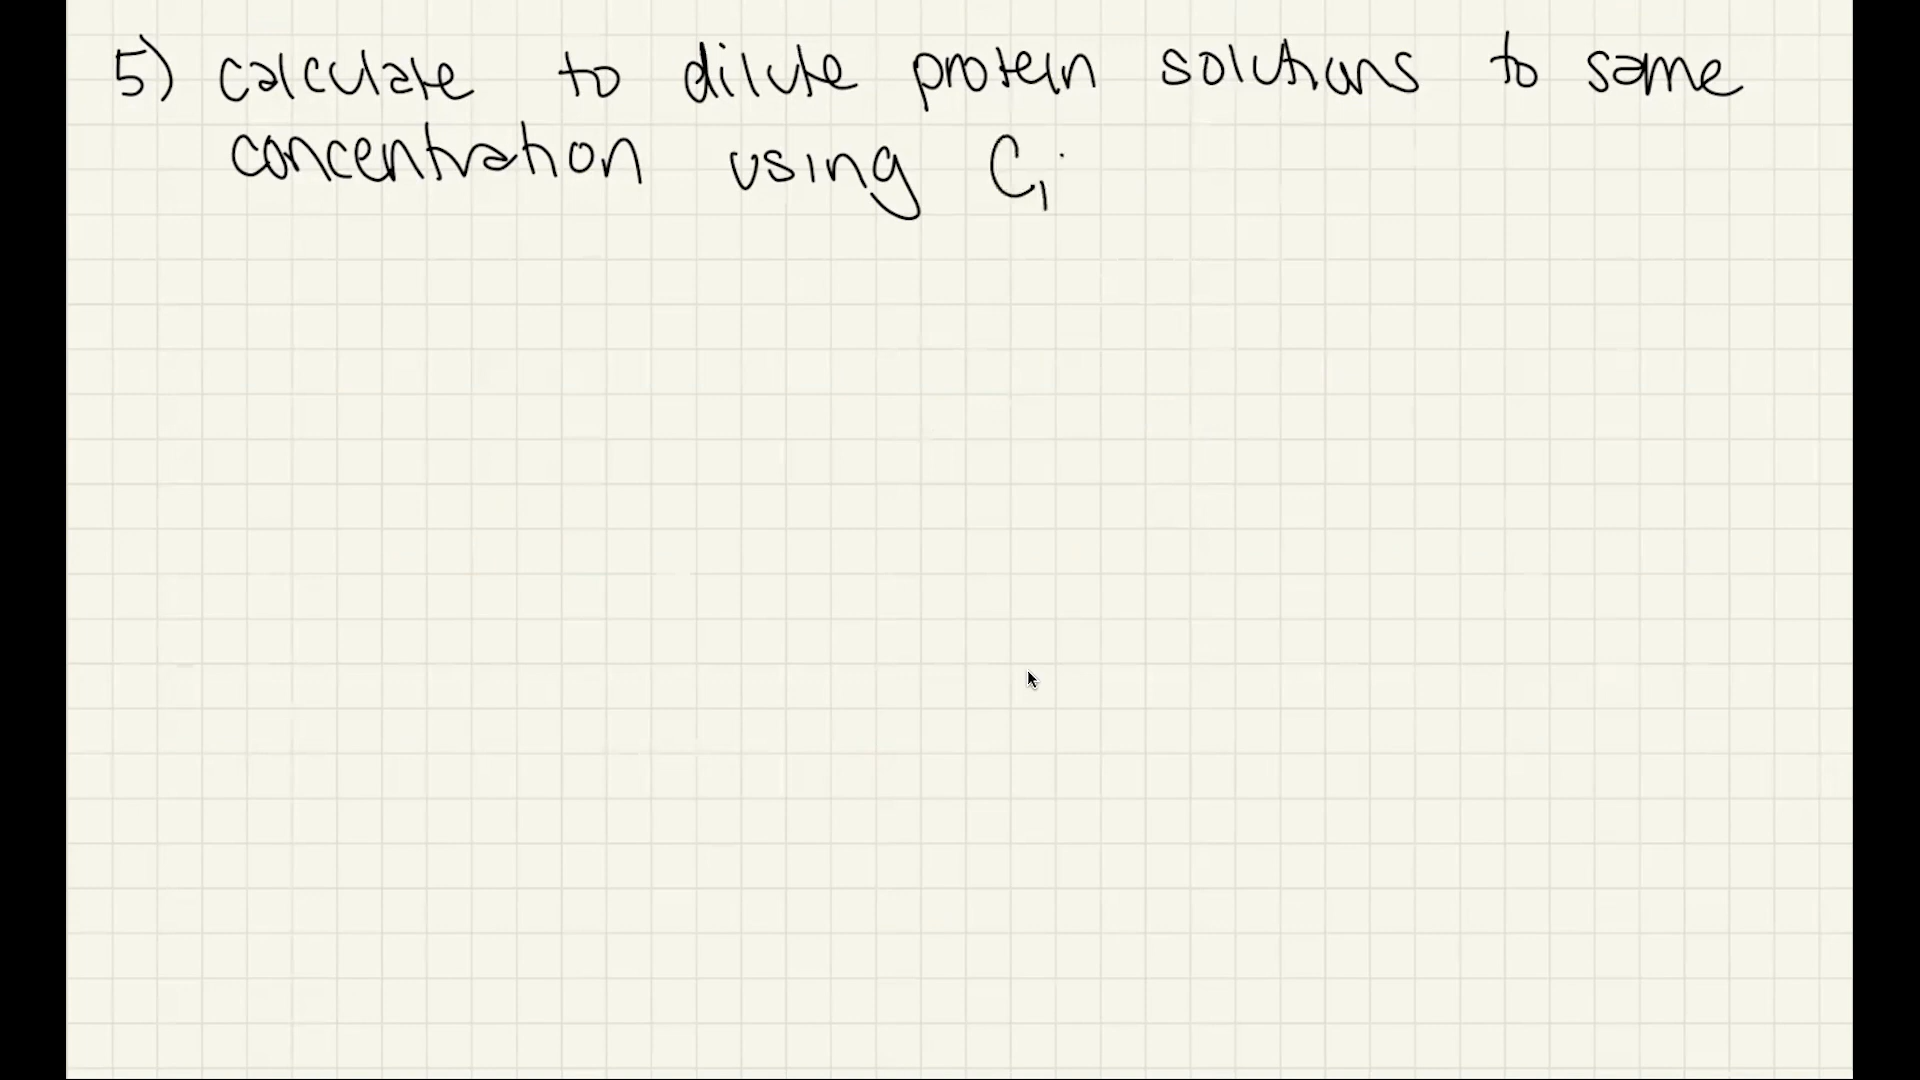 5) calculate to dilute protein solutions to same
concentration using C₁